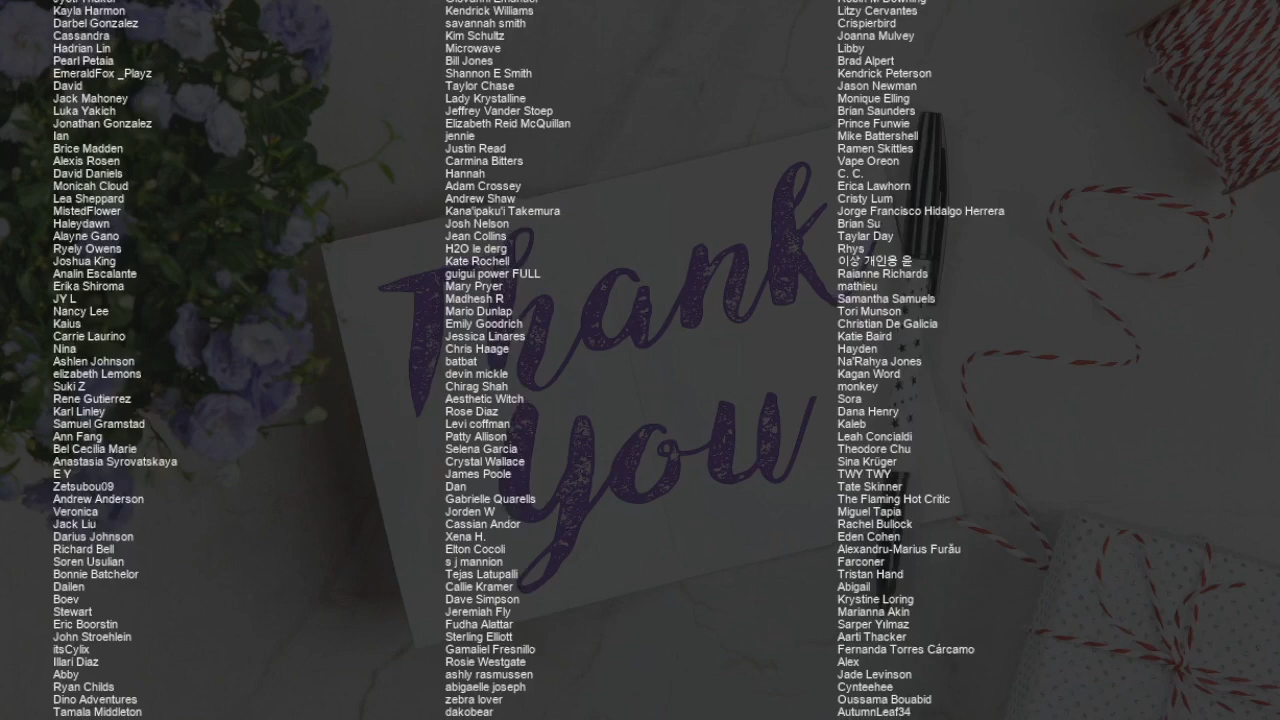 Kayla Harmon
Darbel Gonzalez
Cassandra
Hadrian Lin
Pearl Petaia
EmeraldFox _Playz
David
Jack Mahoney
Luka Yakich
Jonathan Gonzalez
Ian
Brice Madden
Alexis Rosen
David Daniels
Monicah Cloud
Lea Sheppard
MistedFlower
Haleydawn
Alayne Gano
Ryely Owens
Joshua King
Analin Escalante
Erika Shiroma
JY L
Nancy Lee
Kaius
Carrie Laurino
Nina
Ashlen Johnson
elizabeth Lemons
Suki Z
Rene Gutierrez
Karl Linley
Samuel Gramstad
Ann Fang
Bel Cecilia Marie
Anastasia Syrovatskaya
E Y
Zetsubou09
Andrew Anderson
Veronica
Jack Liu
Darius Johnson
Richard Bell
Soren Usulian
Bonnie Batchelor
Dailen
Boev
Stewart
Eric Boorstin
John Stroehlein
itsCylix
Illari Diaz
Abby
Ryan Childs
Dino Adventures
Tamala Middleton
Kendrick Williams
savannah smith
Kim Schultz
Microwave
Bill Jones
Shannon E Smith
Taylor Chase
Lady Krystalline
Jeffrey Vander Stoep
Elizabeth Reid McQuillan
jennie
Justin Read
Carmina Bitters
Hannah
Adam Crossey
Andrew Shaw
Kana'ipaku'i Takemura
Josh Nelson
Jean Collins
H2O le derg
Kate Rochell
guigui power FULL
Mary Pryer
Madhesh R
Mario Dunlap
Emily Goodrich
Jessica Linares
Chris Haage
batbat
devin mickle
Chirag Shah
Aesthetic Witch
Rose Diaz
Levi coffman
Patty Allison
Selena Garcia
Crystal Wallace
James Poole
Dan
Gabrielle Quarells
Jorden W
Cassian Andor
Xena H.
Elton Cocoli
s j mannion
Tejas Latupalli
Callie Kramer
Dave Simpson
Jeremiah Fly
Fudha Alattar
Sterling Elliott
Gamaliel Fresnillo
Rosie Westgate
ashly rasmussen
abigaelle joseph
zebra lover
dakobear
Litzy Cervantes
Crispierbird
Joanna Mulvey
Libby
Brad Alpert
Kendrick Peterson
Jason Newman
Monique Elling
Brian Saunders
Prince Funwie
Mike Battershell
Ramen Skittles
Vape Oreon
C. C.
Erica Lawhorn
Cristy Lum
Jorge Francisco Hidalgo Herrera
Brian Su
Taylar Day
Rhys
이상 개인용
Raianne Richards
mathieu
Samantha Samuels
Tori Munson
Christian De Galicia
Katie Baird
Hayden
Na'Rahya Jones
Kagan Word
monkey
Sora
Dana Henry
Kaleb
Leah Concialdi
Theodore Chu
Sina Krüger
TWY TWY
Tate Skinner
The Flaming Hot Critic
Miguel Tapia
Rachel Bullock
Eden Cohen
Alexandru-Marius Furău
Farconer
Tristan Hand
Abigail
Krystine Loring
Marianna Akin
Sarper Yılmaz
Aarti Thacker
Fernanda Torres Cárcamo
Alex
Jade Levinson
Cynteehee
Oussama Bouabid
AutumnLeaf34
Thank
you